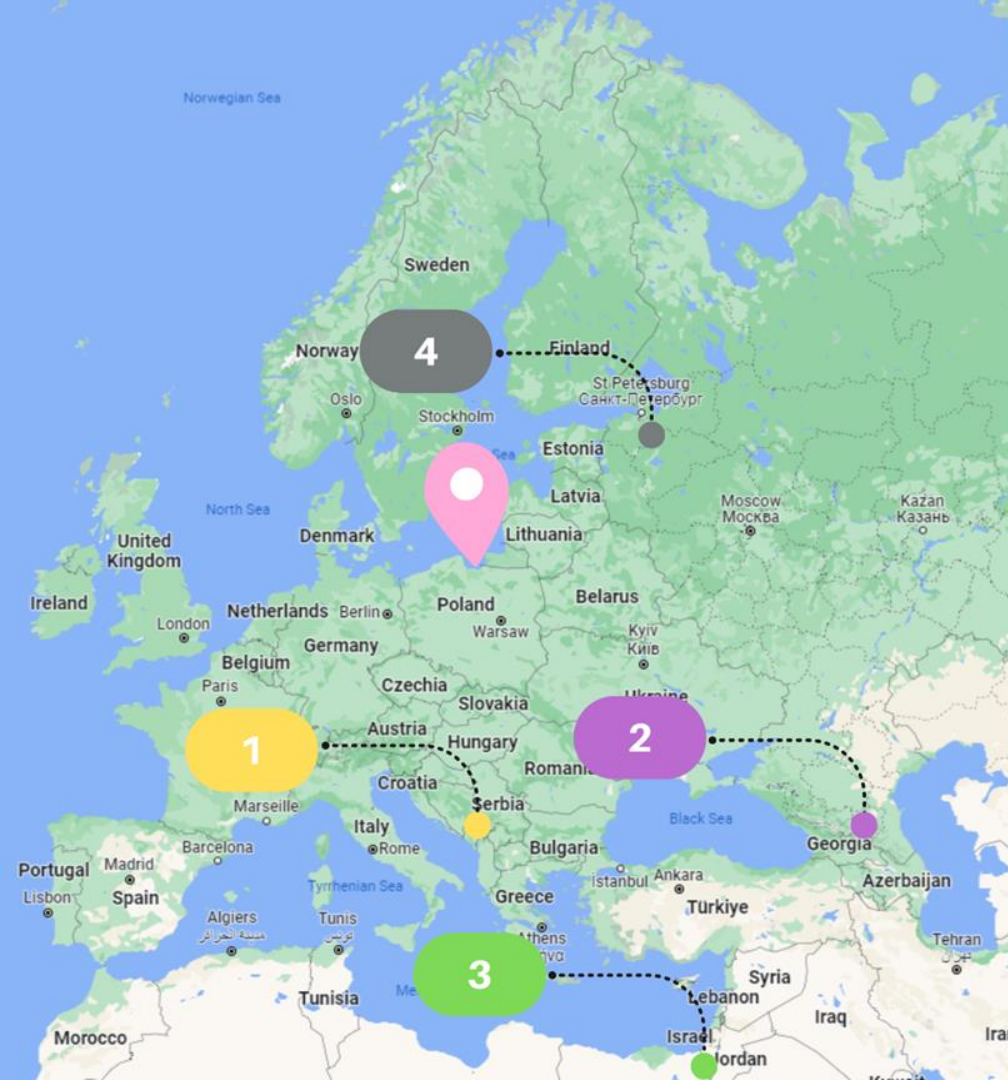 Norwegian Sea
Sweden
4
Finland
Norway
St Petersburg
Санкт-Петербург
Oslo
Stockholm
Estonia
Sea
Latvia
Moscow
Москва
Kazan
Казань
North Sea
Denmark
Lithuania
United
Kingdom
Ireland
Netherlands
Berlin
Poland
Belarus
London
Warsaw
Germany
Kyiv
Київ
Belgium
Paris
Czechia
Slovakia
Ukraine
1
Austria
Hungary
2
Romania
Croatia
Serbia
Marseille
Italy
Rome
Black Sea
Bulgaria
Georgia
Barcelona
Portugal
Madrid
Spain
Lisbon
Tyrrhenian Sea
Greece
İstanbul
Ankara
Türkiye
Azerbaijan
Algiers
Tunis
تونس
Athens
Tehran
3
Syria
Tunisia
Me
Lebanon
Iraq
Morocco
Israel
Jordan
Ira